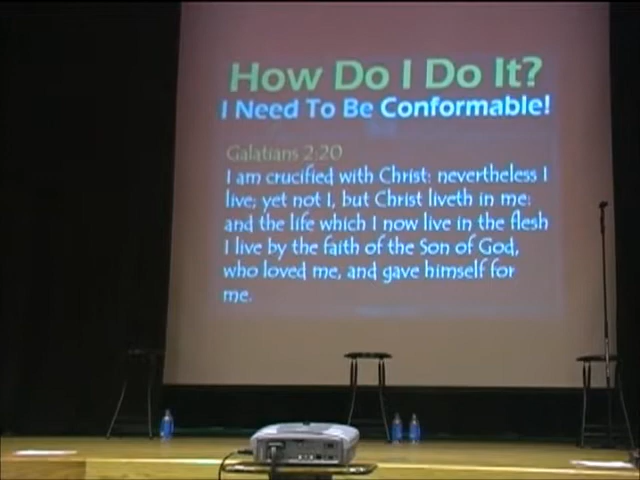 How Do I Do It?
I Need To Be Conformable!
Galatians 2:20
I am crucified with Christ: nevertheless I
live; yet not I, but Christ liveth in me:
and the life which I now live in the flesh
I live by the faith of the Son of God,
who loved me, and gave himself for
me.